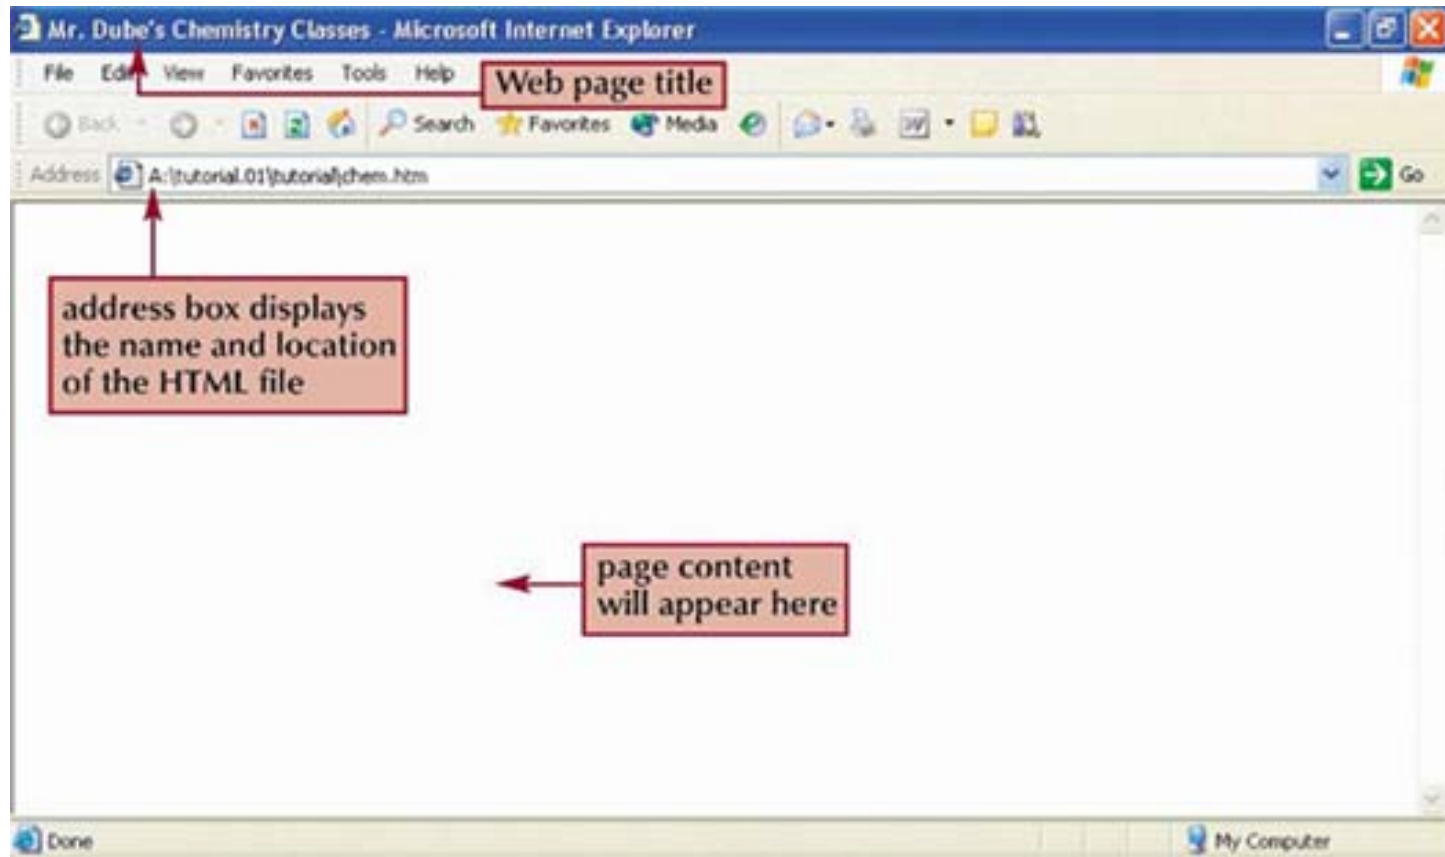 Mr. Dube's Chemistry Classes - Microsoft Internet Explorer
File Edit View Favorites Tools Help
Web page title
Back Search Favorites Media
Address A:\tutorial.01\tutorial\chem.htm Go
address box displays
the name and location
of the HTML file
page content
will appear here
Done My Computer